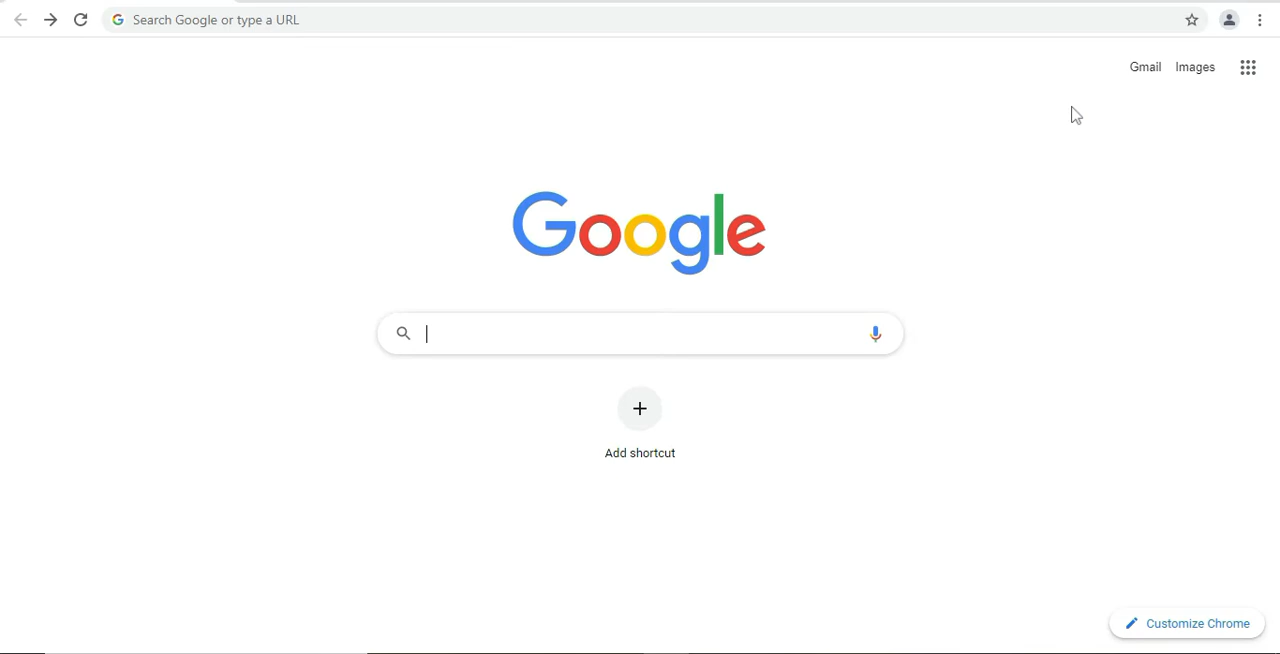 Search Google or type a URL
Gmail Images
Google
Add shortcut
Customize Chrome